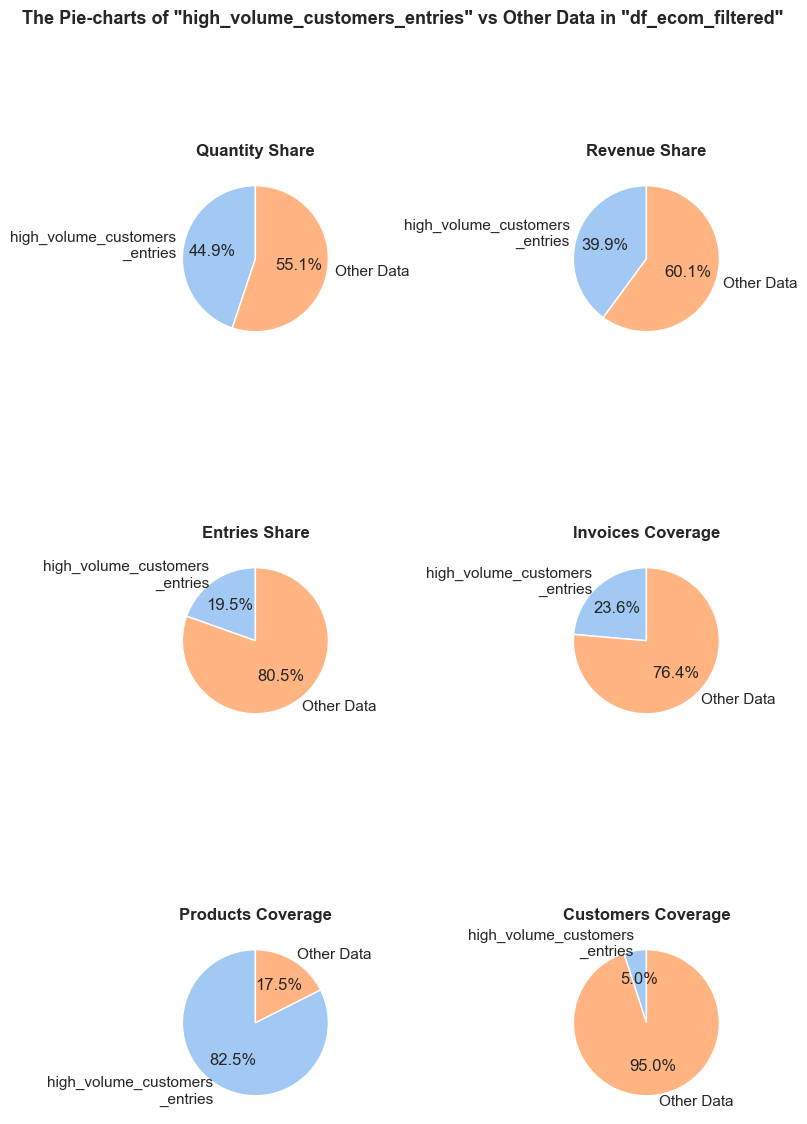 The Pie-charts of "high_volume_customers_entries" vs Other Data in "df_ecom_filtered"
Quantity Share
high_volume_customers
_entries
44.9%
55.1%
Other Data
Revenue Share
high_volume_customers
_entries
39.9%
60.1%
Other Data
Entries Share
high_volume_customers
_entries
19.5%
80.5%
Other Data
Invoices Coverage
high_volume_customers
_entries
23.6%
76.4%
Other Data
Products Coverage
Other Data
17.5%
82.5%
high_volume_customers
_entries
Customers Coverage
high_volume_customers
_entries
5.0%
95.0%
Other Data